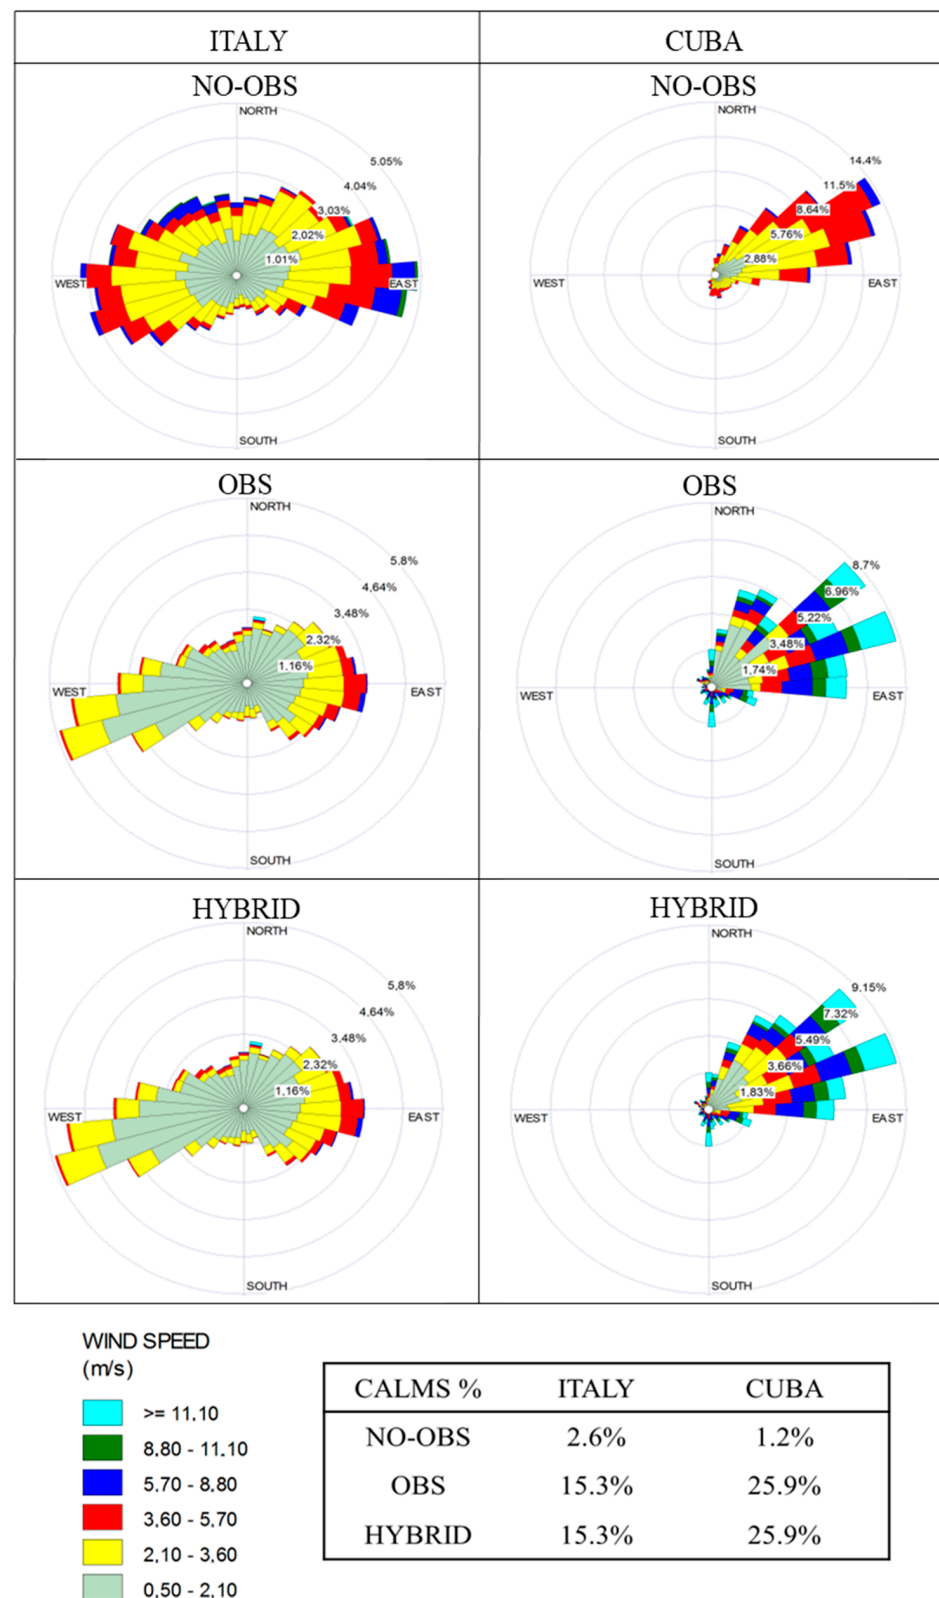 ITALY CUBA
NO-OBS NO-OBS
NORTH NORTH
5.05% 14.4%
4.04% 11.5%
3,03% 8.64%
2,02% 5.76%
1.01% 2.88%
WEST EAST WEST EAST
SOUTH SOUTH
OBS OBS
NORTH NORTH
5.8% 8,7%
4,64% 6.96%
3,48% 5.22%
2.32% 3,48%
1.16% 1,74%
WEST EAST WEST EAST
SOUTH SOUTH
HYBRID HYBRID
NORTH NORTH
5,8% 9.15%
4.64% 7.32%
3.48% 5.49%
2,32% 3.66%
1,16% 1,83%
WEST EAST WEST EAST
SOUTH SOUTH
WIND SPEED
(m/s)
>= 11.10
8,80 - 11,10
5,70 - 8,80
3,60 - 5,70
2,10 - 3,60
0,50 - 2,10
CALMS % ITALY CUBA
NO-OBS 2.6% 1.2%
OBS 15.3% 25.9%
HYBRID 15.3% 25.9%